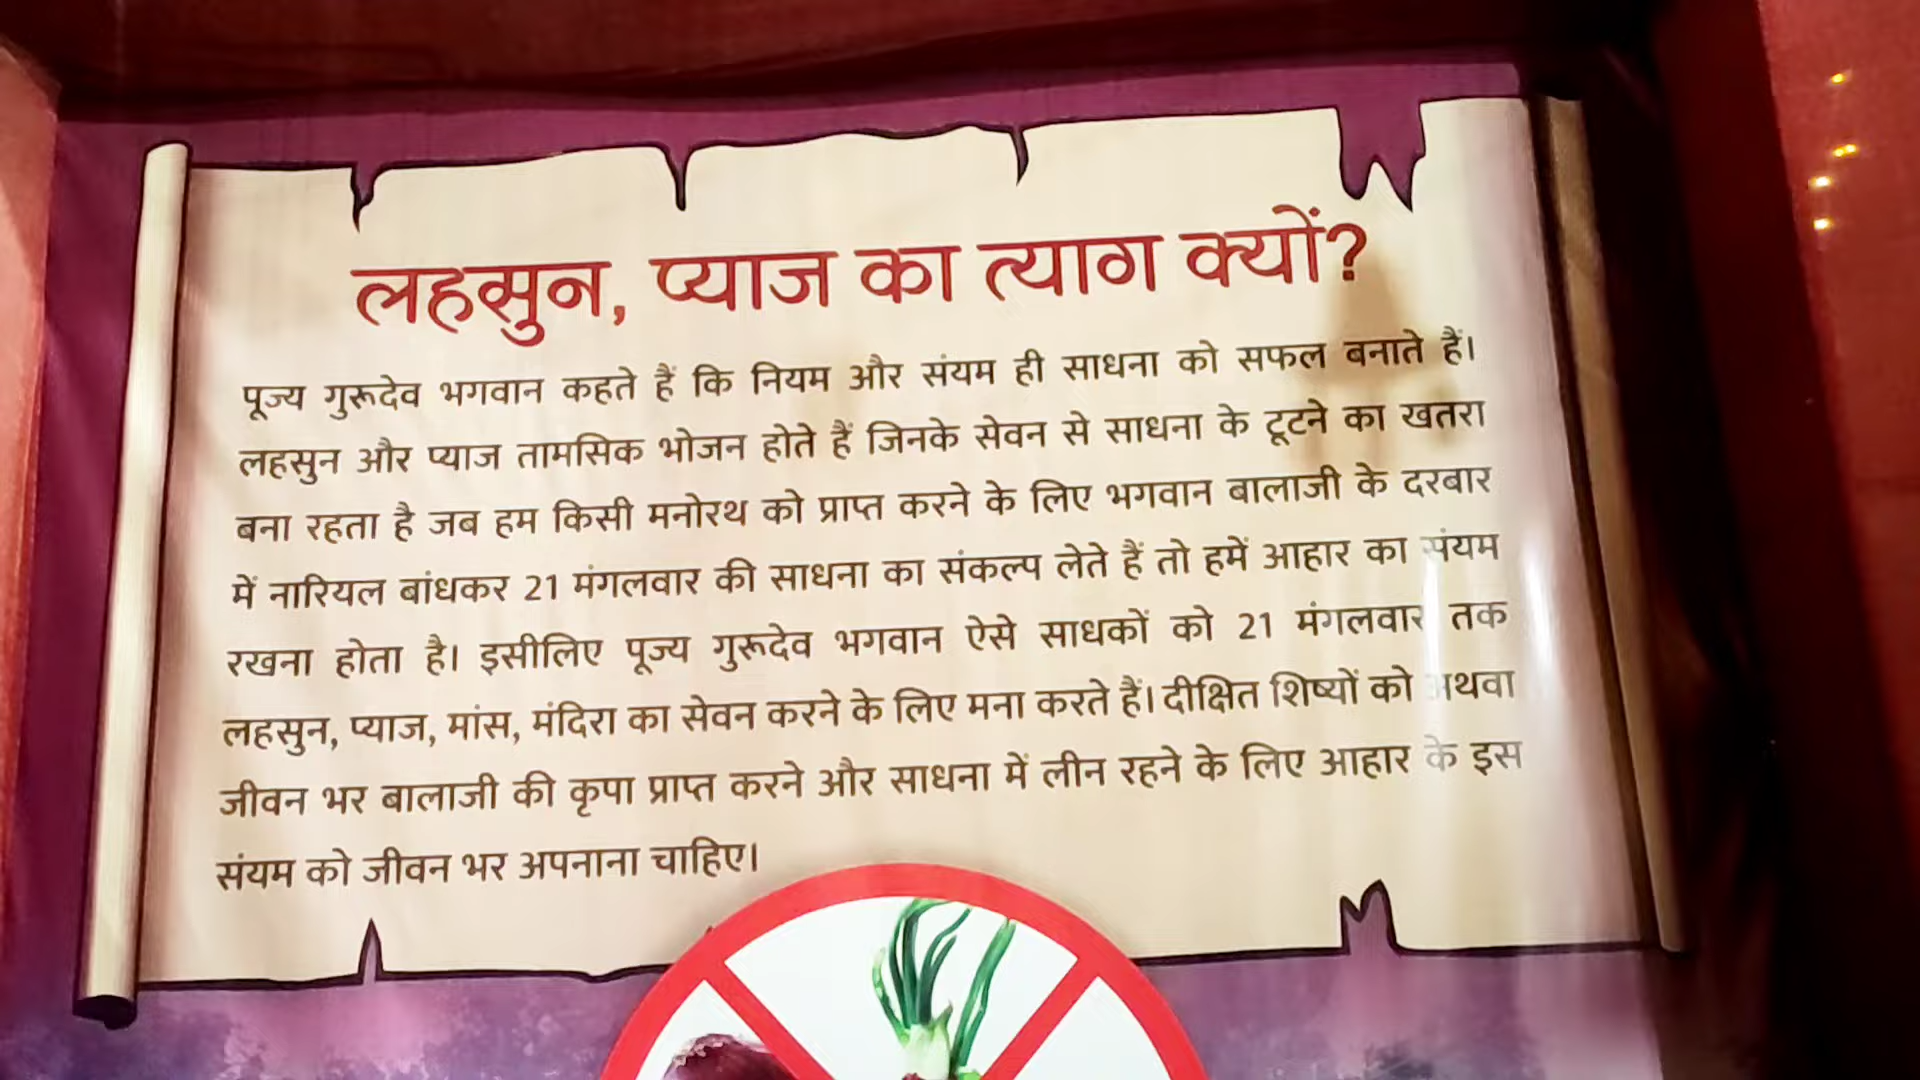 लहसुन, प्याज का त्याग क्यों?
पूज्य गुरूदेव भगवान कहते हैं कि नियम और संयम ही साधना को सफल बनाते हैं।
लहसुन और प्याज तामसिक भोजन होते हैं जिनके सेवन से साधना के टूटने का खतरा
बना रहता है जब हम किसी मनोरथ को प्राप्त करने के लिए भगवान बालाजी के दरबार
में नारियल बांधकर 21 मंगलवार की साधना का संकल्प लेते हैं तो हमें आहार का संयम
रखना होता है। इसीलिए पूज्य गुरूदेव भगवान ऐसे साधकों को 21 मंगलवार तक
लहसुन, प्याज, मांस, मंदिरा का सेवन करने के लिए मना करते हैं। दीक्षित शिष्यों को अथवा
जीवन भर बालाजी की कृपा प्राप्त करने और साधना में लीन रहने के लिए आहार के इस
संयम को जीवन भर अपनाना चाहिए।